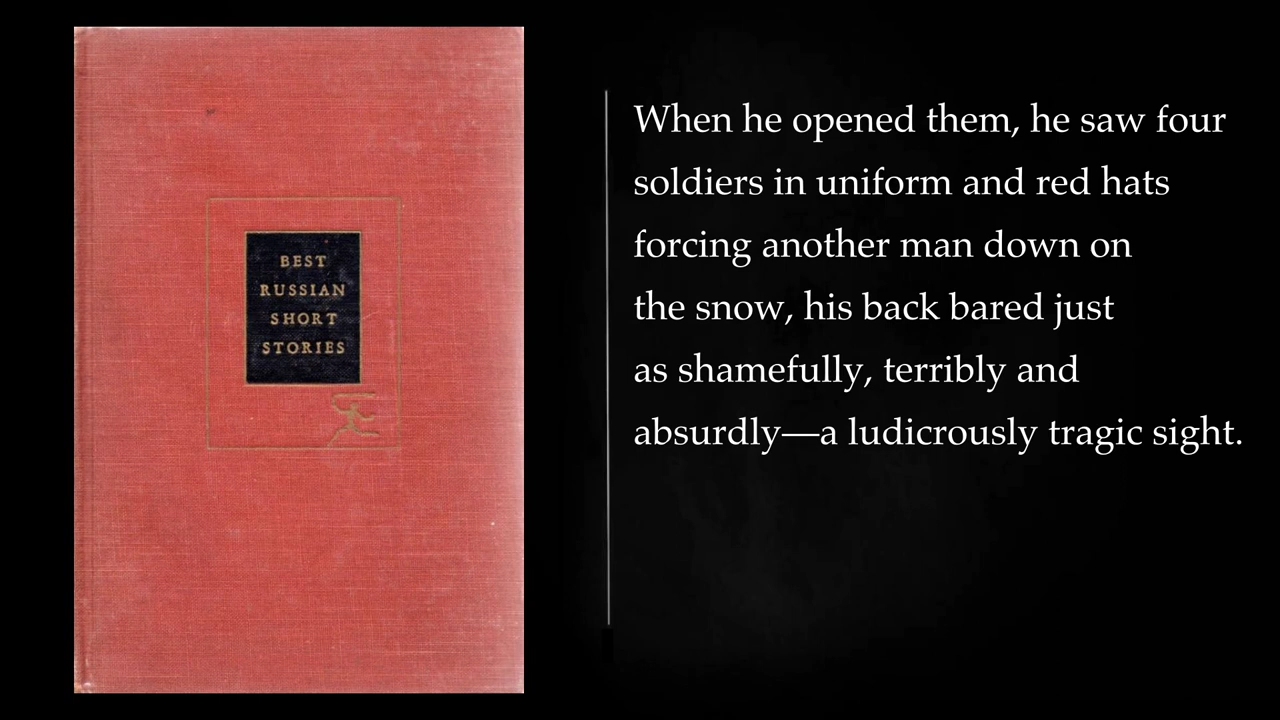 BEST
RUSSIAN
SHORT
STORIES
When he opened them, he saw four
soldiers in uniform and red hats
forcing another man down on
the snow, his back bared just
as shamefully, terribly and
absurdly—a ludicrously tragic sight.